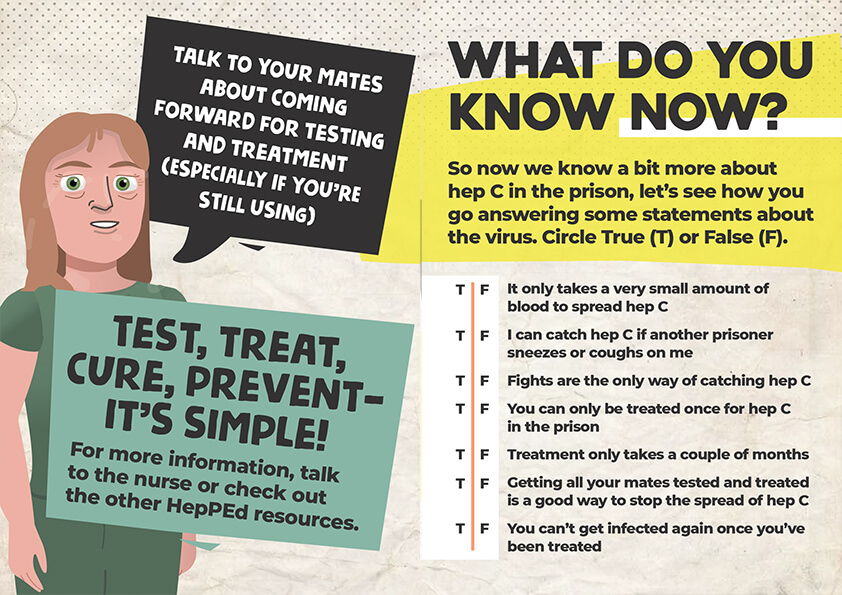 TALK TO YOUR MATES
ABOUT COMING
FORWARD FOR TESTING
AND TREATMENT
(ESPECIALLY IF YOU'RE
STILL USING)
TEST, TREAT,
CURE, PREVENT–
IT'S SIMPLE!
For more information, talk
to the nurse or check out
the other HepPEd resources.
WHAT DO YOU
KNOW NOW?
So now we know a bit more about
hep C in the prison, let's see how you
go answering some statements about
the virus. Circle True (T) or False (F).
T F It only takes a very small amount of
blood to spread hep C
T F I can catch hep C if another prisoner
sneezes or coughs on me
T F Fights are the only way of catching hep C
T F You can only be treated once for hep C
in the prison
T F Treatment only takes a couple of months
T F Getting all your mates tested and treated
is a good way to stop the spread of hep C
T F You can't get infected again once you've
been treated